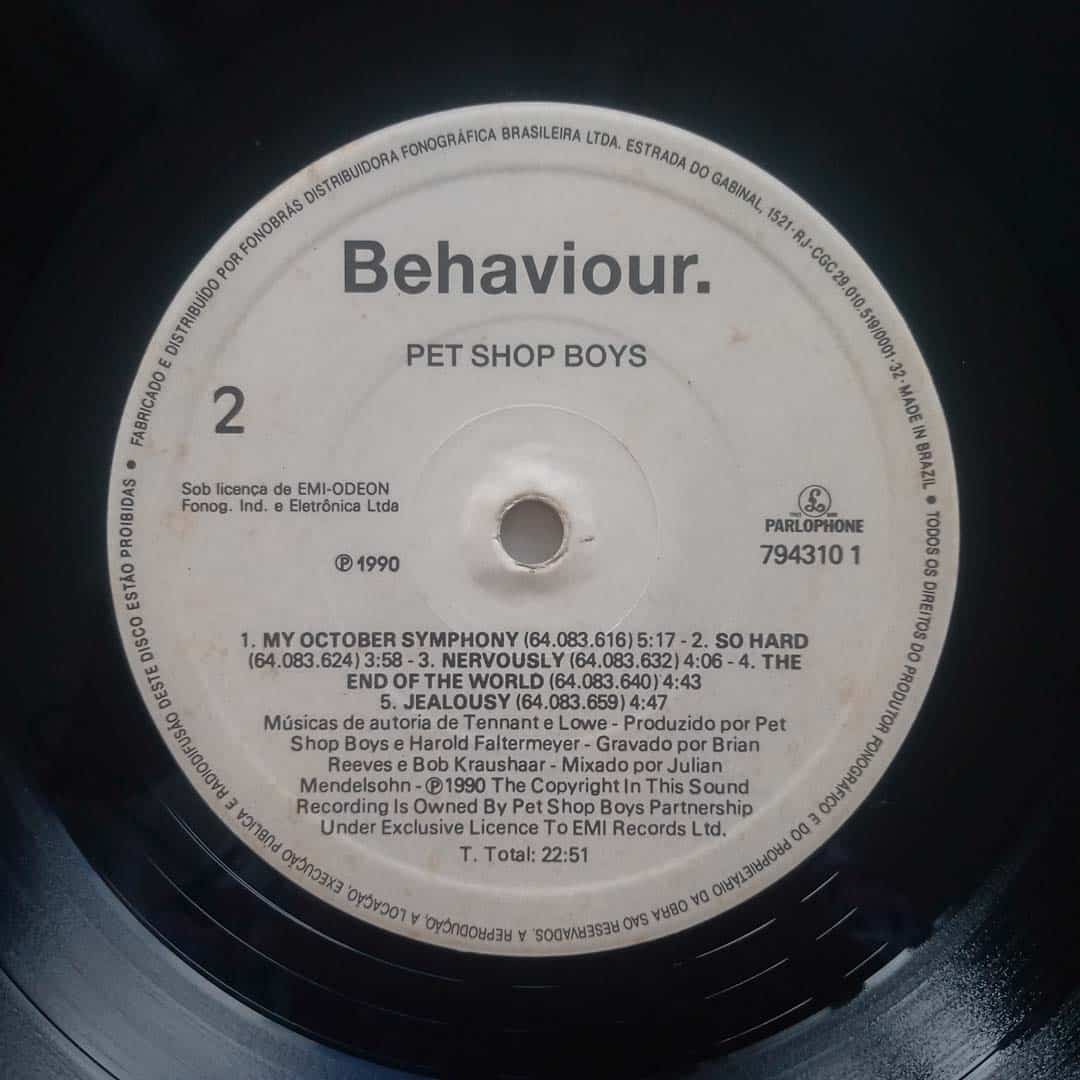 FABRICADO E DISTRIBUÍDO POR FONOBRÁS DISTRIBUIDORA FONOGRÁFICA BRASILEIRA LTDA. ESTRADA DO GABINAL, 1521-RJ-CGC 29.010.519/0001-32- MADE IN BRAZIL • TODOS OS DIREITOS DO PRODUTOR FONOGRÁFICO E DO PROPRIETÁRIO DA OBRA SÃO RESERVADOS. A REPRODUÇÃO, A LOCAÇÃO, EXECUÇÃO PÚBLICA E RADIODIFUSÃO DESTE DISCO ESTÃO PROIBIDAS •
Behaviour.
PET SHOP BOYS
2
Sob licença de EMI-ODEON
Fonog. Ind. e Eletrônica Ltda
℗ 1990
PARLOPHONE
794310 1
1. MY OCTOBER SYMPHONY (64.083.616) 5:17 - 2. SO HARD
(64.083.624) 3:58 - 3. NERVOUSLY (64.083.632) 4:06 - 4. THE
END OF THE WORLD (64.083.640) 4:43
5. JEALOUSY (64.083.659) 4:47
Músicas de autoria de Tennant e Lowe - Produzido por Pet
Shop Boys e Harold Faltermeyer - Gravado por Brian
Reeves e Bob Kraushaar - Mixado por Julian
Mendelsohn - ℗1990 The Copyright In This Sound
Recording Is Owned By Pet Shop Boys Partnership
Under Exclusive Licence To EMI Records Ltd.
T. Total: 22:51